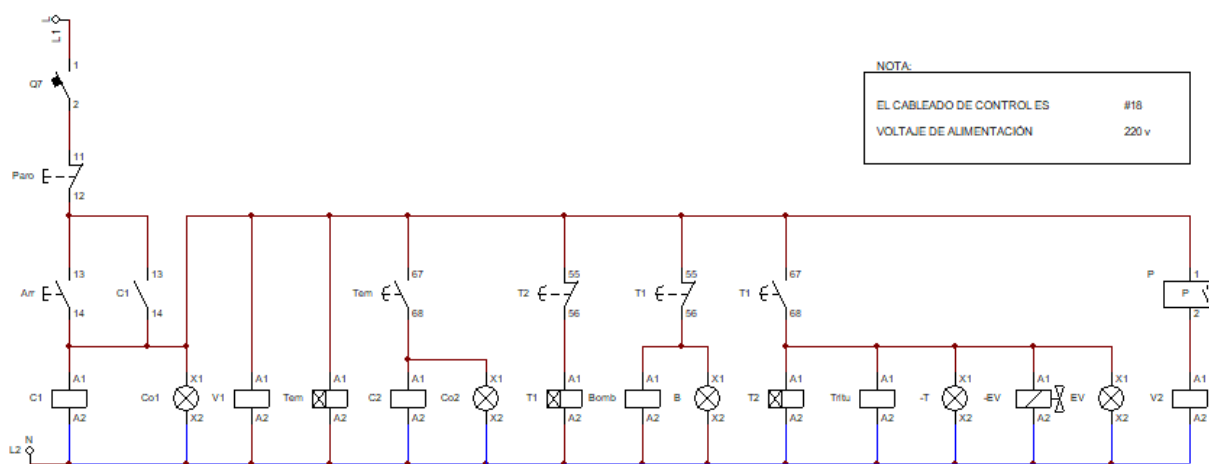 L
L1
1
Q7
2
NOTA:
EL CABLEADO DE CONTROL ES #18
VOLTAJE DE ALIMENTACIÓN 220 v
11
Paro
12
13 13 67 55 55 67 P 1
Arr C1 Tem T2 T1 T1 P
14 14 68 56 56 68 2
A1 X1 A1 A1 A1 X1 A1 A1 X1 A1 A1 X1 A1 X1 A1
C1 Co1 V1 Tem C2 Co2 T1 Bomb B T2 Tritu -T -EV EV V2
A2 X2 A2 A2 A2 X2 A2 A2 X2 A2 A2 X2 A2 X2 A2
N
L2